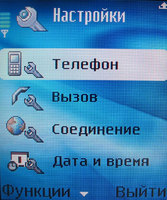 Настройки
Телефон
Вызов
Соединение
Дата и время
Функции Выйти